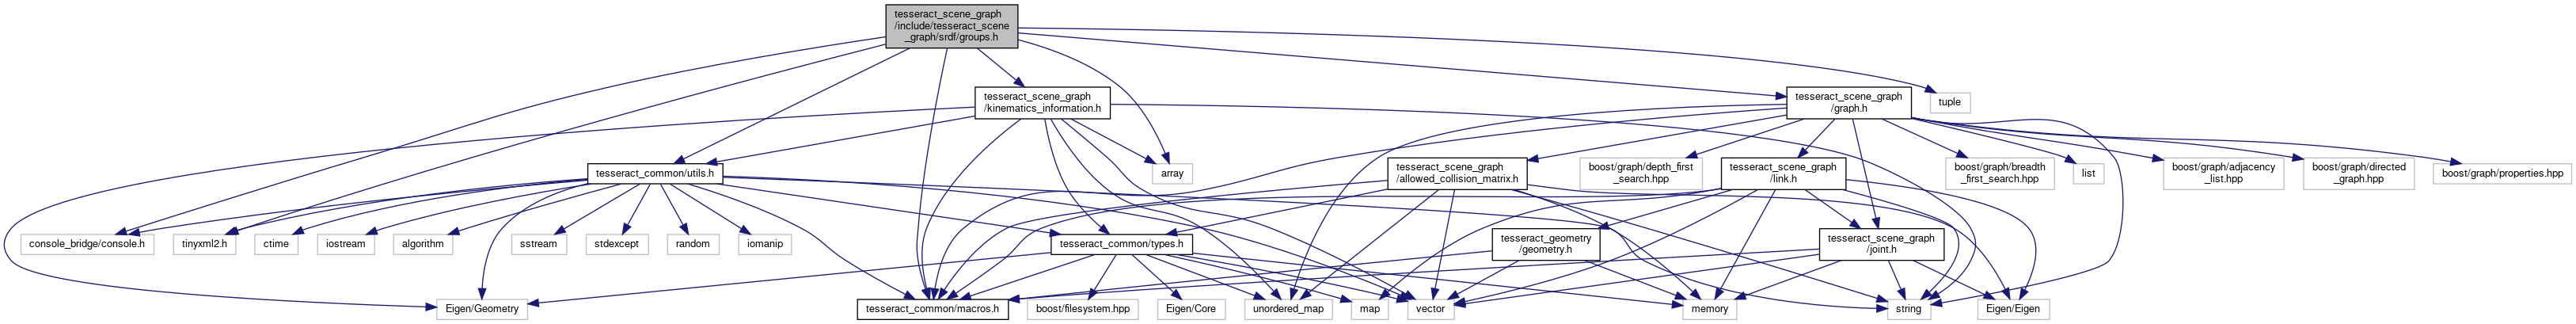 tesseract_scene_graph
/include/tesseract_scene
_graph/srdf/groups.h
tesseract_scene_graph
/kinematics_information.h
tesseract_scene_graph
/graph.h
tuple
tesseract_common/utils.h
array
tesseract_scene_graph
/allowed_collision_matrix.h
boost/graph/depth_first
_search.hpp
tesseract_scene_graph
/link.h
boost/graph/breadth
_first_search.hpp
list
boost/graph/adjacency
_list.hpp
boost/graph/directed
_graph.hpp
boost/graph/properties.hpp
console_bridge/console.h
tinyxml2.h
ctime
iostream
algorithm
sstream
stdexcept
random
iomanip
tesseract_common/types.h
tesseract_geometry
/geometry.h
tesseract_scene_graph
/joint.h
Eigen/Geometry
tesseract_common/macros.h
boost/filesystem.hpp
Eigen/Core
unordered_map
map
vector
memory
string
Eigen/Eigen